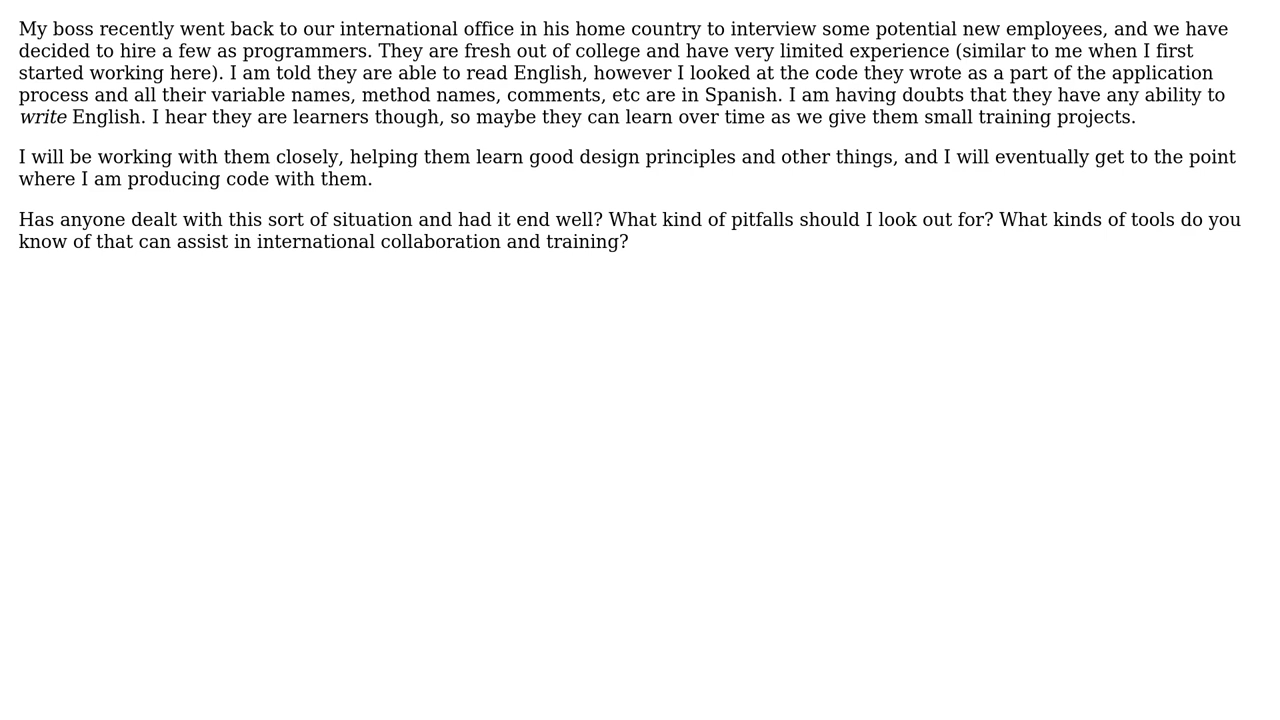 My boss recently went back to our international office in his home country to interview some potential new employees, and we have
decided to hire a few as programmers. They are fresh out of college and have very limited experience (similar to me when I first
started working here). I am told they are able to read English, however I looked at the code they wrote as a part of the application
process and all their variable names, method names, comments, etc are in Spanish. I am having doubts that they have any ability to
write English. I hear they are learners though, so maybe they can learn over time as we give them small training projects.
I will be working with them closely, helping them learn good design principles and other things, and I will eventually get to the point
where I am producing code with them.
Has anyone dealt with this sort of situation and had it end well? What kind of pitfalls should I look out for? What kinds of tools do you
know of that can assist in international collaboration and training?